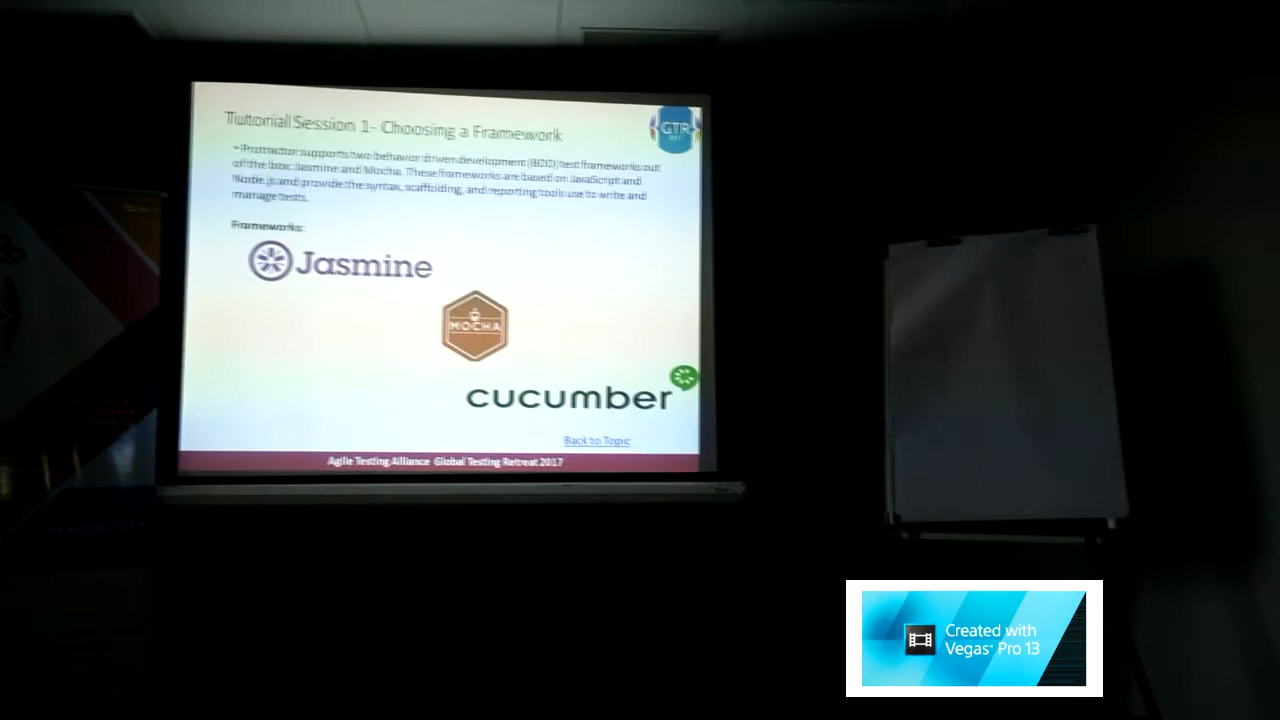 Tutorial Session 1- Choosing a Framework
GTR
2017
- Protractor supports two behavior driven development (BDD) test frameworks out
of the box: Jasmine and Mocha. These frameworks are based on JavaScript and
Node.js and provide the syntax, scaffolding, and reporting tools use to write and
manage tests.
Frameworks:
Jasmine
MOCHA
cucumber
Back to Topic
Agile Testing Alliance Global Testing Retreat 2017
Created with
Vegas™ Pro 13